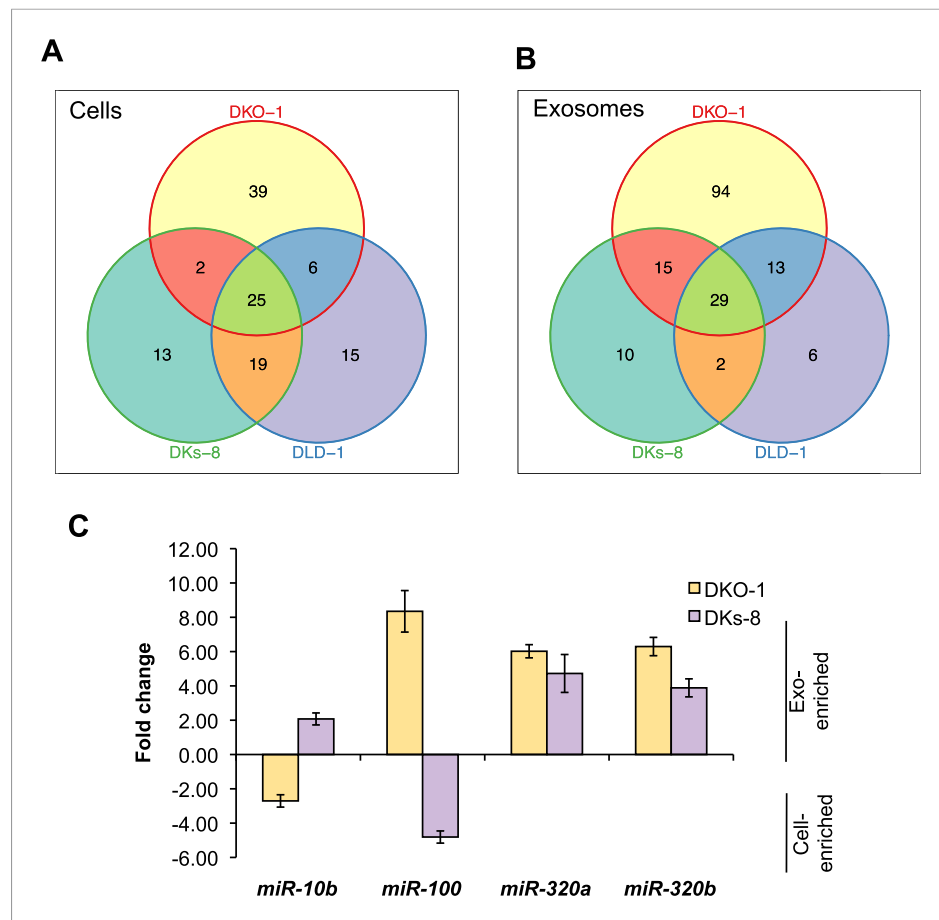 A
B
Cells
DKO–1
39
2
6
25
13
19
15
DKs–8
DLD–1
Exosomes
DKO–1
94
15
13
29
10
2
6
DKs–8
DLD–1
C
Fold change
12.00
10.00
8.00
6.00
4.00
2.00
0.00
-2.00
-4.00
-6.00
DKO-1
DKs-8
Exo-
enriched
Cell-
enriched
miR-10b
miR-100
miR-320a
miR-320b